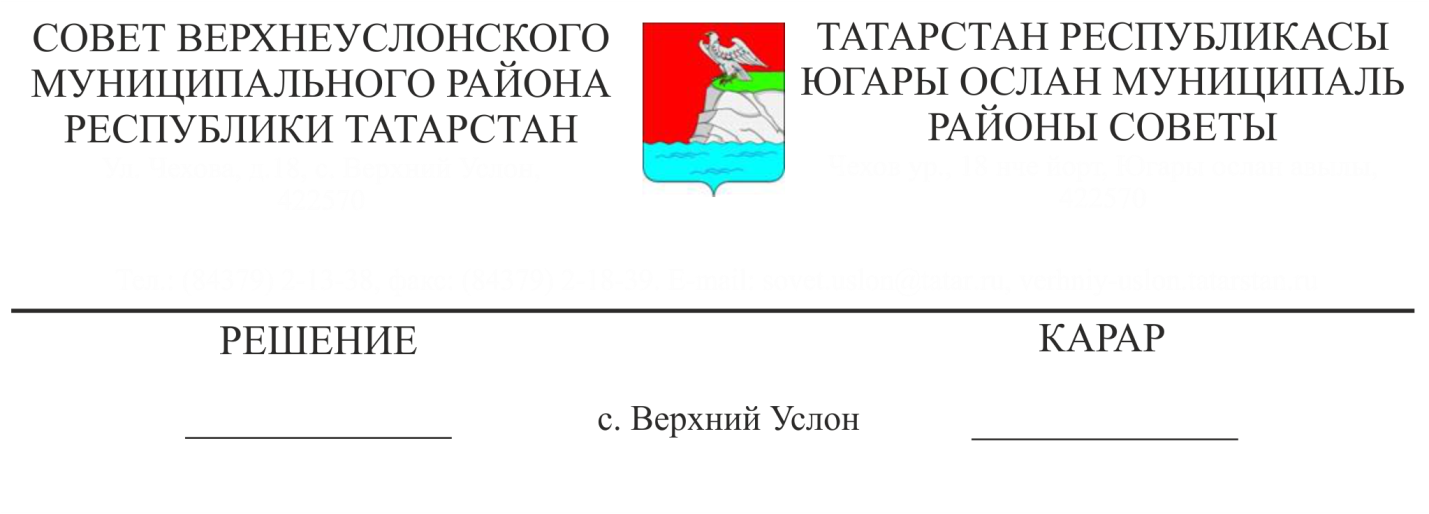 СОВЕТ ВЕРХНЕУСЛОНСКОГО
МУНИЦИПАЛЬНОГО РАЙОНА
РЕСПУБЛИКИ ТАТАРСТАН
ТАТАРСТАН РЕСПУБЛИКАСЫ
ЮГАРЫ ОСЛАН МУНИЦИПАЛЬ
РАЙОНЫ СОВЕТЫ
РЕШЕНИЕ
КАРАР
с. Верхний Услон